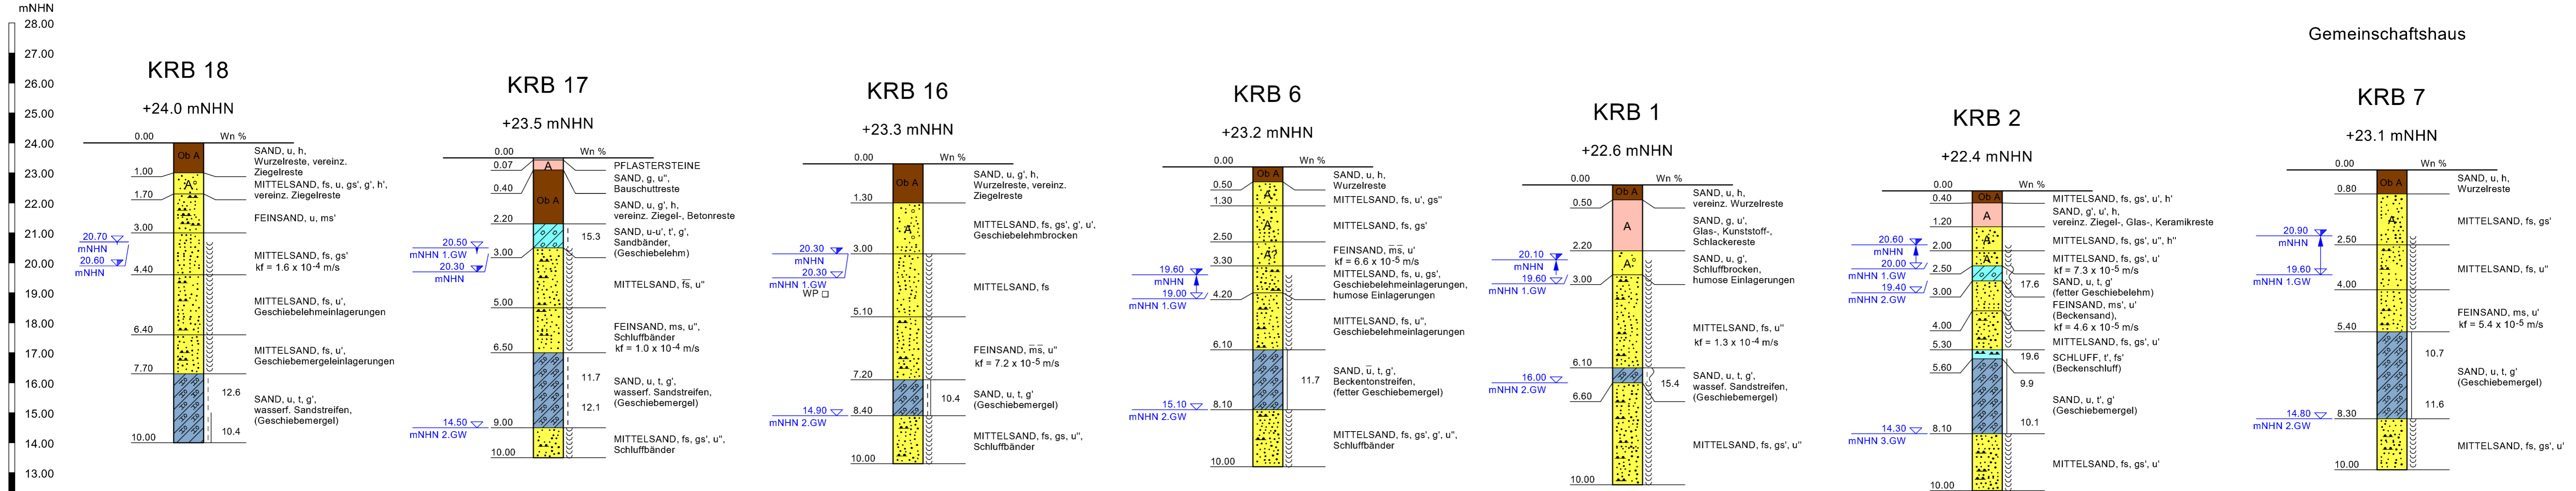 mNHN
28.00
27.00
26.00
25.00
24.00
23.00
22.00
21.00
20.00
19.00
18.00
17.00
16.00
15.00
14.00
13.00
KRB 18
+24.0 mNHN
0.00
Wn %
Ob A
SAND, u, h,
Wurzelreste, vereinz.
Ziegelreste
1.00
A
MITTELSAND, fs, u, gs', g', h',
vereinz. Ziegelreste
1.70
FEINSAND, u, ms'
3.00
20.70
mNHN
20.60
mNHN
MITTELSAND, fs, gs'
kf = 1.6 x 10-4 m/s
4.40
MITTELSAND, fs, u',
Geschiebelehmeinlagerungen
6.40
MITTELSAND, fs, u',
Geschiebemergeleinlagerungen
7.70
12.6
SAND, u, t, g',
wasserf. Sandstreifen,
(Geschiebemergel)
10.4
10.00
KRB 17
+23.5 mNHN
0.00
Wn %
0.07
A
PFLASTERSTEINE
SAND, g, u'',
Bauschuttreste
0.40
Ob A
SAND, u, g', h,
vereinz. Ziegel-, Betonreste
2.20
15.3
SAND, u-u', t', g',
Sandbänder,
(Geschiebelehm)
20.50
mNHN 1.GW
3.00
20.30
mNHN
MITTELSAND, f̅s̅, u''
5.00
FEINSAND, ms, u'',
Schluffbänder
kf = 1.0 x 10-4 m/s
6.50
11.7
SAND, u, t, g',
wasserf. Sandstreifen,
(Geschiebemergel)
12.1
14.50
mNHN 2.GW
9.00
MITTELSAND, fs, gs', u'',
Schluffbänder
10.00
KRB 16
+23.3 mNHN
0.00
Wn %
Ob A
SAND, u, g', h,
Wurzelreste, vereinz.
Ziegelreste
1.30
A
MITTELSAND, fs, gs', g', u',
Geschiebelehmbrocken
20.30
mNHN
3.00
20.30
mNHN 1.GW
WP
MITTELSAND, fs
5.10
FEINSAND, m̅s̅, u''
kf = 7.2 x 10-5 m/s
7.20
10.4
SAND, u, t, g'
(Geschiebemergel)
14.90
mNHN 2.GW
8.40
MITTELSAND, fs, gs, u'',
Schluffbänder
10.00
KRB 6
+23.2 mNHN
0.00
Wn %
Ob A
SAND, u, h,
Wurzelreste
0.50
A
MITTELSAND, fs, u', gs''
1.30
A
MITTELSAND, fs, gs'
2.50
A?
FEINSAND, m̅s̅, u''
kf = 6.6 x 10-5 m/s
3.30
19.60
mNHN
MITTELSAND, fs, u, gs',
Geschiebelehmeinlagerungen,
humose Einlagerungen
19.00
mNHN 1.GW
4.20
MITTELSAND, fs, u'',
Geschiebelehmeinlagerungen
6.10
11.7
SAND, u̅, t, g',
Beckentonstreifen,
(fetter Geschiebemergel)
15.10
mNHN 2.GW
8.10
MITTELSAND, fs, gs', g', u'',
Schluffbänder
10.00
KRB 1
+22.6 mNHN
0.00
Wn %
Ob A
SAND, u, h,
vereinz. Wurzelreste
0.50
A
SAND, g, u',
Glas-, Kunststoff-,
Schlackereste
2.20
20.10
mNHN
A
SAND, u, g',
Schluffbrocken,
humose Einlagerungen
19.60
mNHN 1.GW
3.00
MITTELSAND, fs, u''
kf = 1.3 x 10-4 m/s
6.10
16.00
mNHN 2.GW
15.4
SAND, u, t, g',
wasserf. Sandstreifen,
(Geschiebemergel)
6.60
MITTELSAND, fs, gs', u''
10.00
KRB 2
+22.4 mNHN
0.00
Wn %
0.40
Ob A
MITTELSAND, fs, gs', u', h'
A
SAND, g', u', h,
vereinz. Ziegel-, Glas-, Keramikreste
1.20
A
MITTELSAND, fs, gs', u'', h''
20.60
mNHN
2.00
A
MITTELSAND, fs, gs', u'
kf = 7.3 x 10-5 m/s
20.00
mNHN 1.GW
2.50
17.6
SAND, u, t, g'
(fetter Geschiebelehm)
19.40
mNHN 2.GW
3.00
FEINSAND, ms', u'
(Beckensand),
kf = 4.6 x 10-5 m/s
4.00
MITTELSAND, fs, gs', u'
5.30
19.6
SCHLUFF, t', fs'
(Beckenschluff)
5.60
9.9
SAND, u, t', g'
(Geschiebemergel)
10.1
14.30
mNHN 3.GW
8.10
MITTELSAND, fs, gs', u'
10.00
Gemeinschaftshaus
KRB 7
+23.1 mNHN
0.00
Wn %
Ob A
SAND, u, h,
Wurzelreste
0.80
A
MITTELSAND, fs, gs'
20.90
mNHN
2.50
MITTELSAND, fs, u''
19.60
mNHN 1.GW
4.00
FEINSAND, ms, u'
kf = 5.4 x 10-5 m/s
5.40
10.7
SAND, u, t, g'
(Geschiebemergel)
11.6
14.80
mNHN 2.GW
8.30
MITTELSAND, fs, gs', u'
10.00